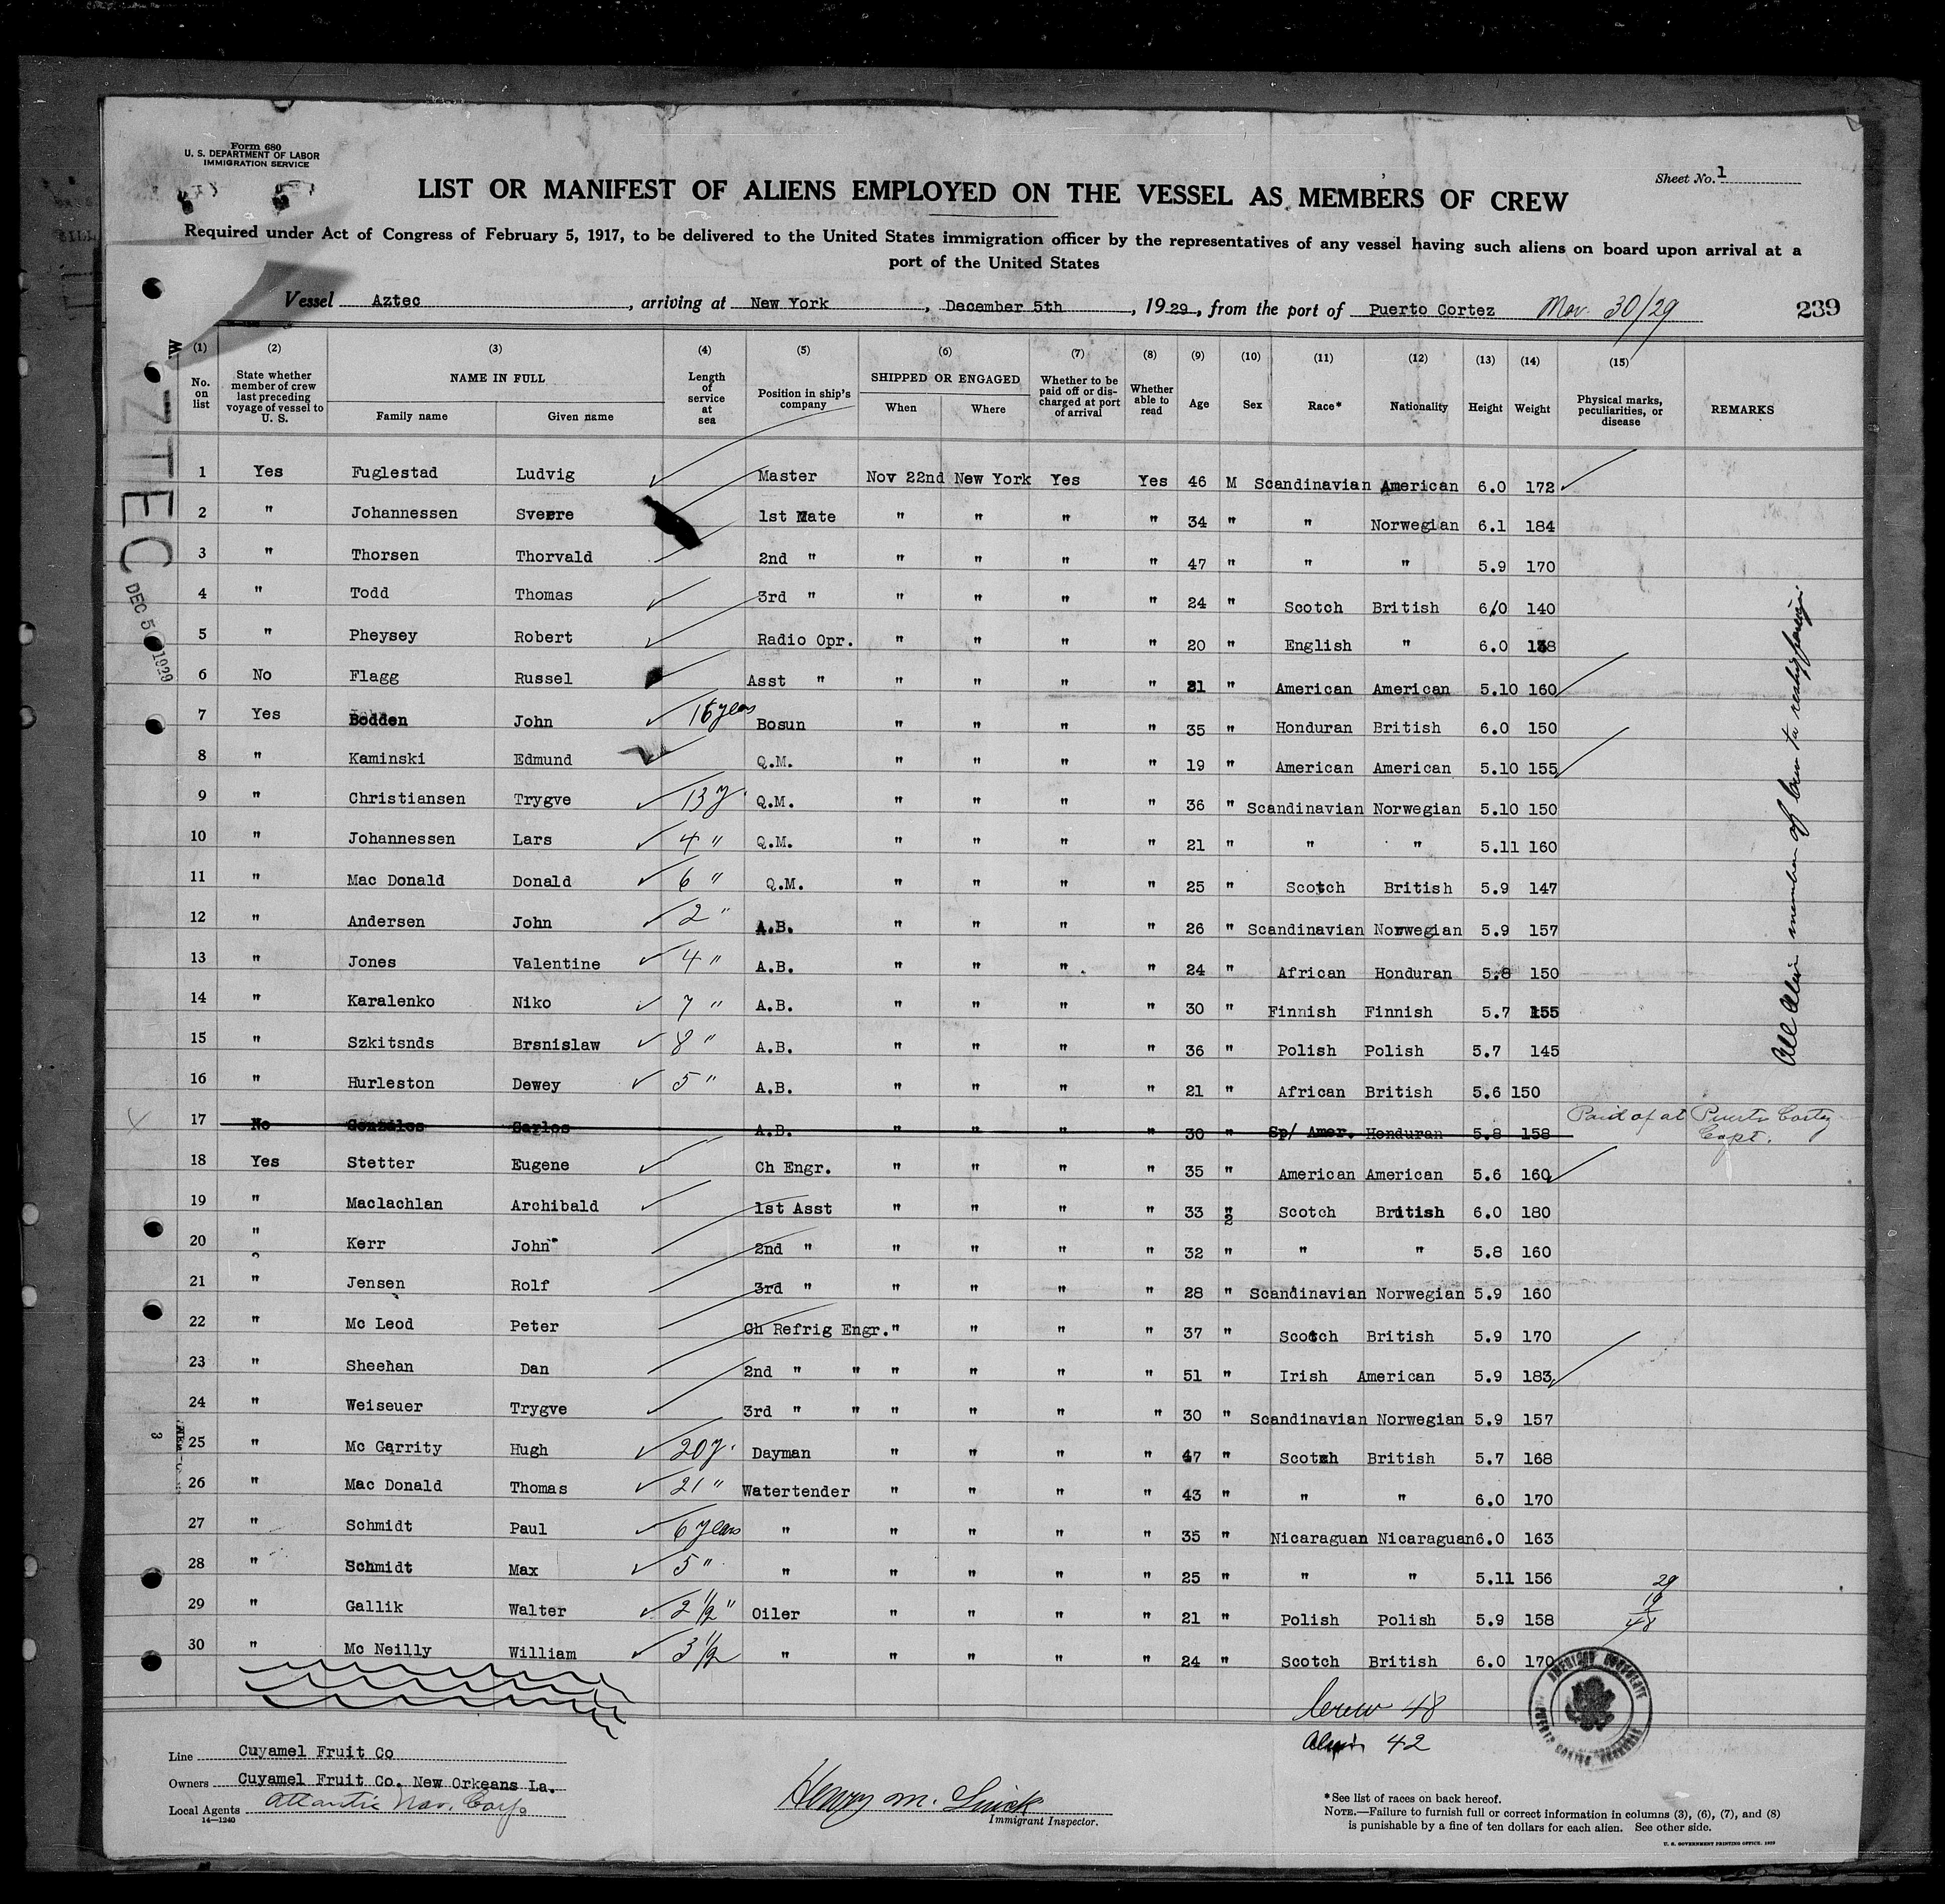 Form 680
U. S. DEPARTMENT OF LABOR
IMMIGRATION SERVICE
Sheet No. 1
LIST OR MANIFEST OF ALIENS EMPLOYED ON THE VESSEL AS MEMBERS OF CREW
Required under Act of Congress of February 5, 1917, to be delivered to the United States immigration officer by the representatives of any vessel having such aliens on board upon arrival at a
port of the United States
Vessel Aztec, arriving at New York, December 5th, 1929, from the port of Puerto Cortez Nov. 30/29
239
(1) (2) (3) (4) (5) (6) (7) (8) (9) (10) (11) (12) (13) (14) (15)
No. on list State whether member of crew last preceding voyage of vessel to U. S. NAME IN FULL Family name Given name Length of service at sea Position in ship's company SHIPPED OR ENGAGED When Where Whether to be paid off or discharged at port of arrival Whether able to read Age Sex Race* Nationality Height Weight Physical marks, peculiarities, or disease REMARKS
1 Yes Fuglestad Ludvig Master Nov 22nd New York Yes Yes 46 M Scandinavian American 6.0 172
2 " Johannessen Sverre 1st Mate " " " " 34 " " Norwegian 6.1 184
3 " Thorsen Thorvald 2nd " " " " " 47 " " " 5.9 170
4 " Todd Thomas 3rd " " " " " 24 " Scotch British 6.0 140
5 " Pheysey Robert Radio Opr. " " " " 20 " English " 6.0 138
6 No Flagg Russel Asst " " " " " 21 " American American 5.10 160
7 Yes Bodden John 16 years Bosun " " " " 35 " Honduran British 6.0 150
8 " Kaminski Edmund Q.M. " " " " 19 " American American 5.10 155
9 " Christiansen Trygve 13 y. Q.M. " " " " 36 " Scandinavian Norwegian 5.10 150
10 " Johannessen Lars 4 " Q.M. " " " " 21 " " " 5.11 160
11 " Mac Donald Donald 6 " Q.M. " " " " 25 " Scotch British 5.9 147
12 " Andersen John 2 " A.B. " " " " 26 " Scandinavian Norwegian 5.9 157
13 " Jones Valentine 4 " A.B. " " " " 24 " African Honduran 5.8 150
14 " Karalenko Niko 7 " A.B. " " " " 30 " Finnish Finnish 5.7 155
15 " Szkitsnds Brsnislaw 8 " A.B. " " " " 36 " Polish Polish 5.7 145
16 " Hurleston Dewey 5 " A.B. " " " " 21 " African British 5.6 150
17 No Gonzalos Carlos A.B. " " " " 30 " Sp/ Amer. Honduran 5.8 158 Paid of at Puerto Cortez
Capt.
18 Yes Stetter Eugene Ch Engr. " " " " 35 " American American 5.6 160
19 " Maclachlan Archibald 1st Asst " " " " 33 " Scotch British 6.0 180
20 " Kerr John 2nd " " " " " 32 " " " 5.8 160
21 " Jensen Rolf 3rd " " " " " 28 " Scandinavian Norwegian 5.9 160
22 " Mc Leod Peter Ch Refrig Engr. " " " " 37 " Scotch British 5.9 170
23 " Sheehan Dan 2nd " " " " " " 51 " Irish American 5.9 183
24 " Weiseuer Trygve 3rd " " " " " " 30 " Scandinavian Norwegian 5.9 157
25 " Mc Garrity Hugh 20 y. Dayman " " " " 47 " Scotch British 5.7 168
26 " Mac Donald Thomas 21 " Watertender " " " " 43 " " " 6.0 170
27 " Schmidt Paul 6 years " " " " " 35 " Nicaraguan Nicaraguan 6.0 163
28 " Schmidt Max 5 " " " " " " 25 " " " 5.11 156
29 " Gallik Walter 2 1/2 " Oiler " " " " 21 " Polish Polish 5.9 158
30 " Mc Neilly William 3 1/2 " " " " " 24 " Scotch British 6.0 170
29
19
48
All Alien members of crew to reship foreign
AZTEC
DEC 5 1929
Crew 48
Alien 42
AMERICAN CONSULATE
PUERTO CORTES, HONDURAS
Line Cuyamel Fruit Co
Owners Cuyamel Fruit Co. New Orkeans La.
Local Agents Atlantic Nav. Corp.
14—1240
Henry M.
Immigrant Inspector.
*See list of races on back hereof.
NOTE.—Failure to furnish full or correct information in columns (3), (6), (7), and (8)
is punishable by a fine of ten dollars for each alien. See other side.
U. S. GOVERNMENT PRINTING OFFICE: 1929